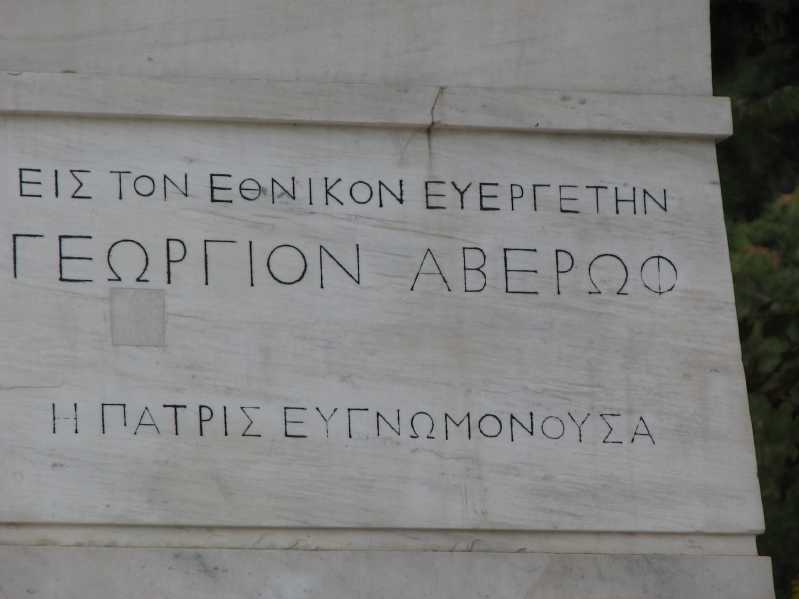 ΕΙΣ ΤΟΝ ΕΘΝΙΚΟΝ ΕΥΕΡΓΕΤΗΝ
ΓΕΩΡΓΙΟΝ ΑΒΕΡΩΦ
Η ΠΑΤΡΙΣ ΕΥΓΝΩΜΟΝΟΥΣΑ